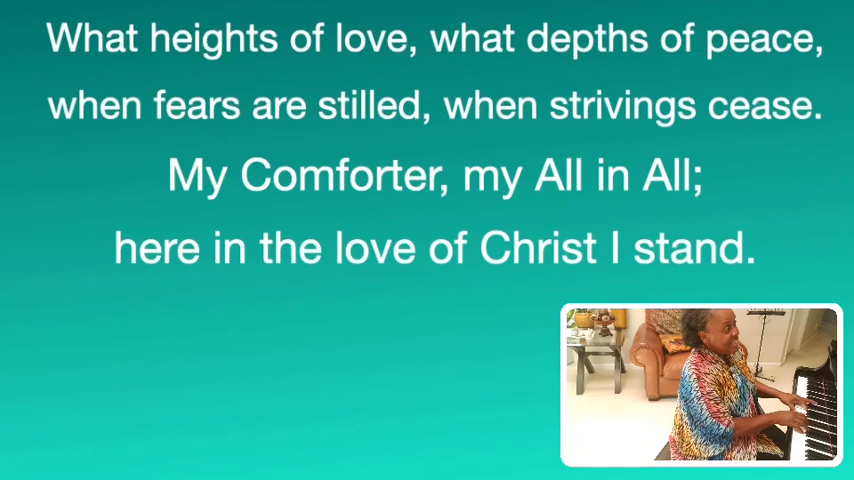 What heights of love, what depths of peace,
when fears are stilled, when strivings cease.
My Comforter, my All in All;
here in the love of Christ I stand.